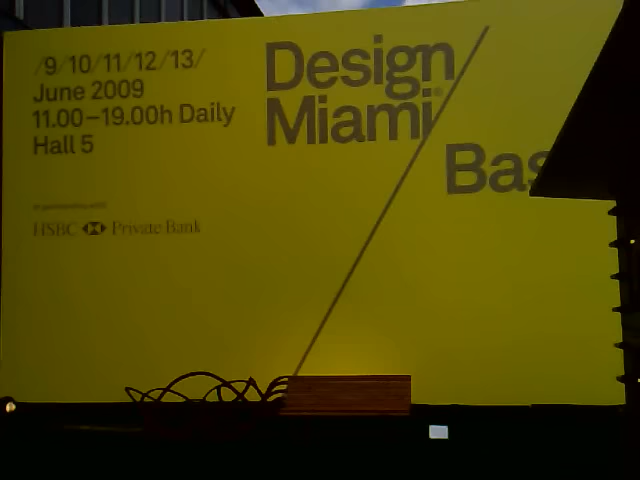 /9/10/11/12/13/
June 2009
11.00–19.00h Daily
Hall 5
HSBC Private Bank
Design
Miami